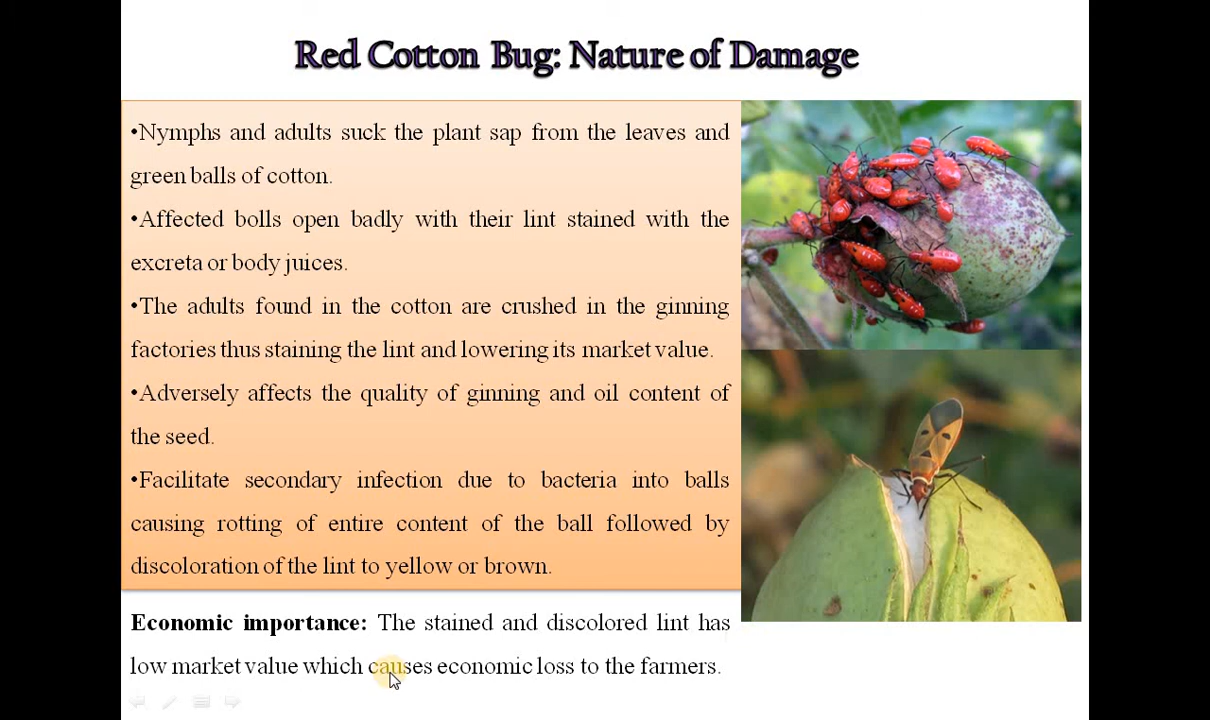 Red Cotton Bug: Nature of Damage
•Nymphs and adults suck the plant sap from the leaves and
green balls of cotton.
•Affected bolls open badly with their lint stained with the
excreta or body juices.
•The adults found in the cotton are crushed in the ginning
factories thus staining the lint and lowering its market value.
•Adversely affects the quality of ginning and oil content of
the seed.
•Facilitate secondary infection due to bacteria into balls
causing rotting of entire content of the ball followed by
discoloration of the lint to yellow or brown.
Economic importance: The stained and discolored lint has
low market value which causes economic loss to the farmers.